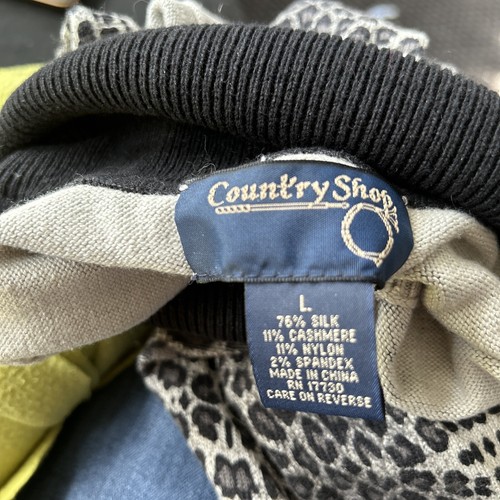 Country Shop
L
76% SILK
11% CASHMERE
11% NYLON
2% SPANDEX
MADE IN CHINA
RN 17730
CARE ON REVERSE